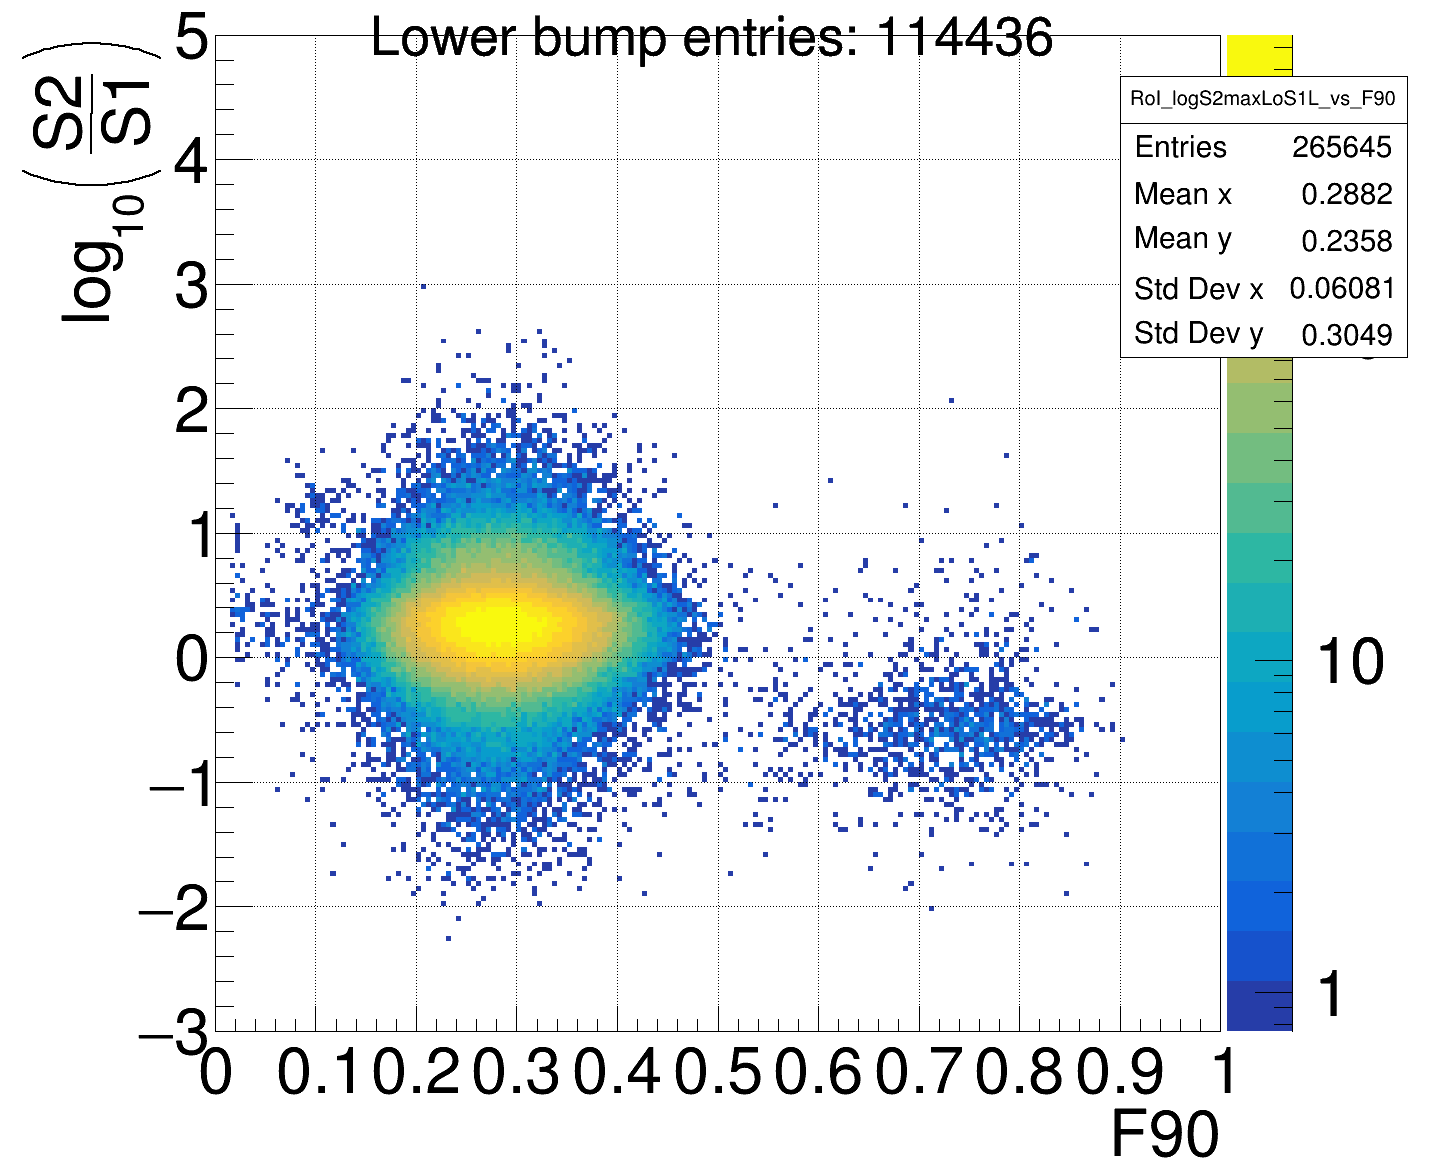 Lower bump entries: 114436
log10(S2/S1)
5
4
3
2
1
0
−1
−2
−3
0 0.1 0.2 0.3 0.4 0.5 0.6 0.7 0.8 0.9 1
F90
RoI_logS2maxLoS1L_vs_F90
Entries 265645
Mean x 0.2882
Mean y 0.2358
Std Dev x 0.06081
Std Dev y 0.3049
10
1